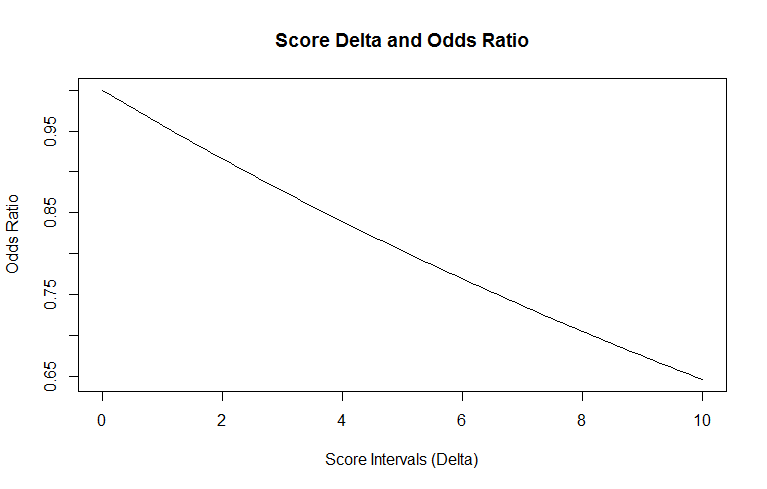 Score Delta and Odds Ratio
Odds Ratio
0.95
0.85
0.75
0.65
0 2 4 6 8 10
Score Intervals (Delta)